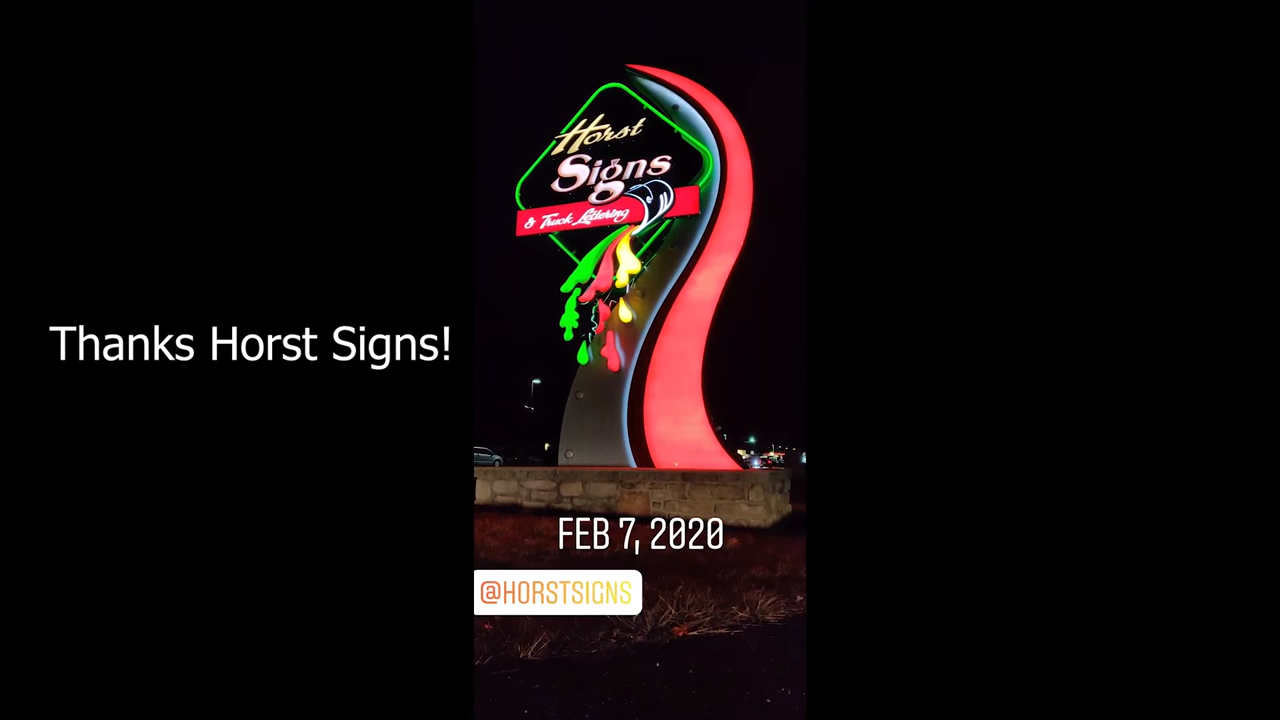 Thanks Horst Signs!
Horst
Signs
& Truck Lettering
FEB 7, 2020
@HORSTSIGNS